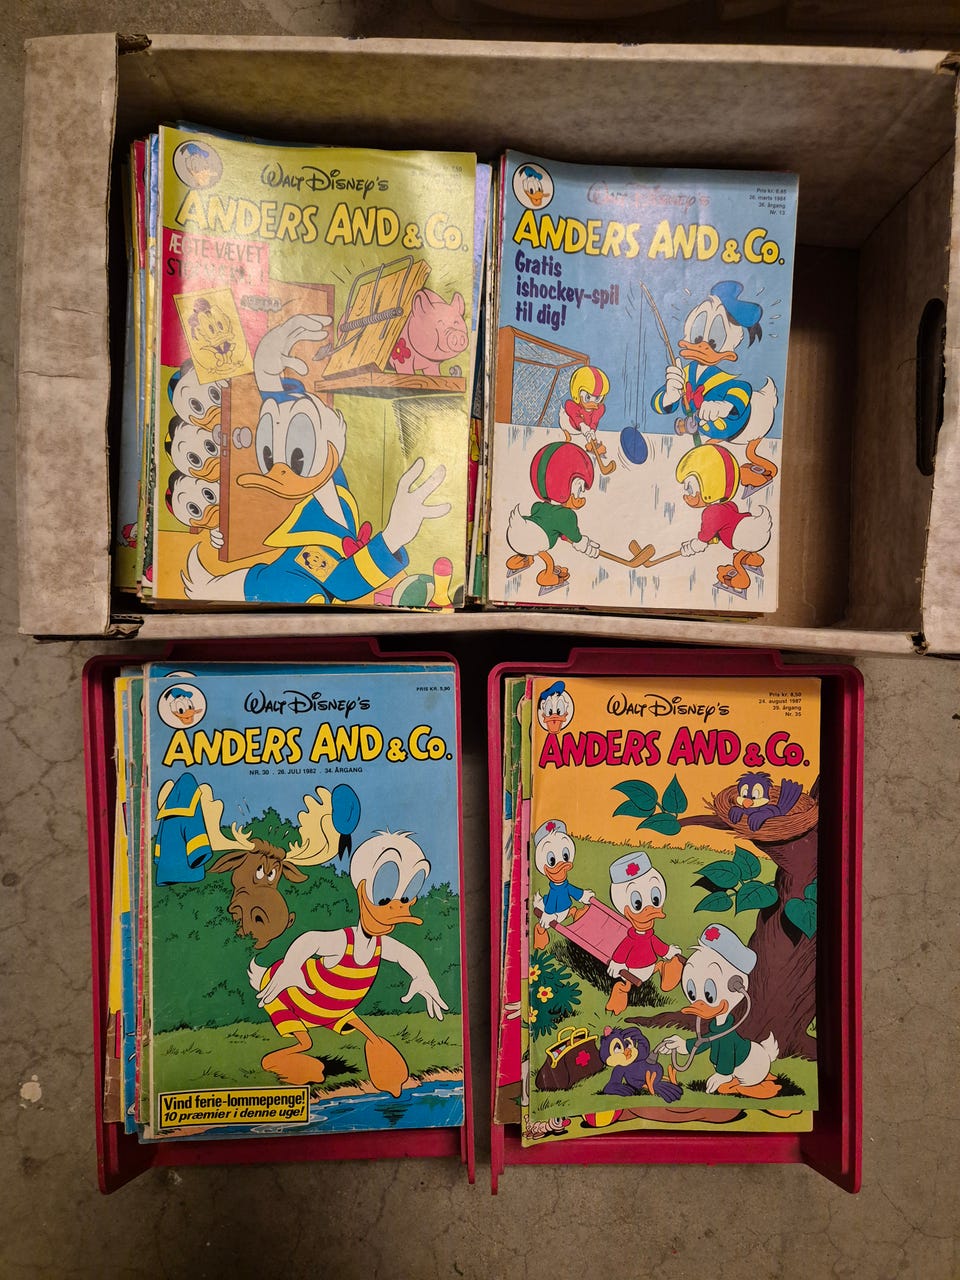 WALT DISNEY'S
ANDERS AND & Co.
ÆGTE VÆVET
WALT DISNEY'S
Pris kr. 6,85
26. marts 1984
36. årgang
Nr. 13
ANDERS AND & Co.
Gratis
ishockey-spil
til dig!
WALT DISNEY'S
PRIS KR. 5,90
ANDERS AND & Co.
NR. 30 . 26. JULI 1982 . 34. ÅRGANG
Vind ferie-lommepenge!
10 præmier i denne uge!
WALT DISNEY'S
Pris kr. 8,50
24. august 1987
39. årgang
Nr. 35
ANDERS AND & Co.